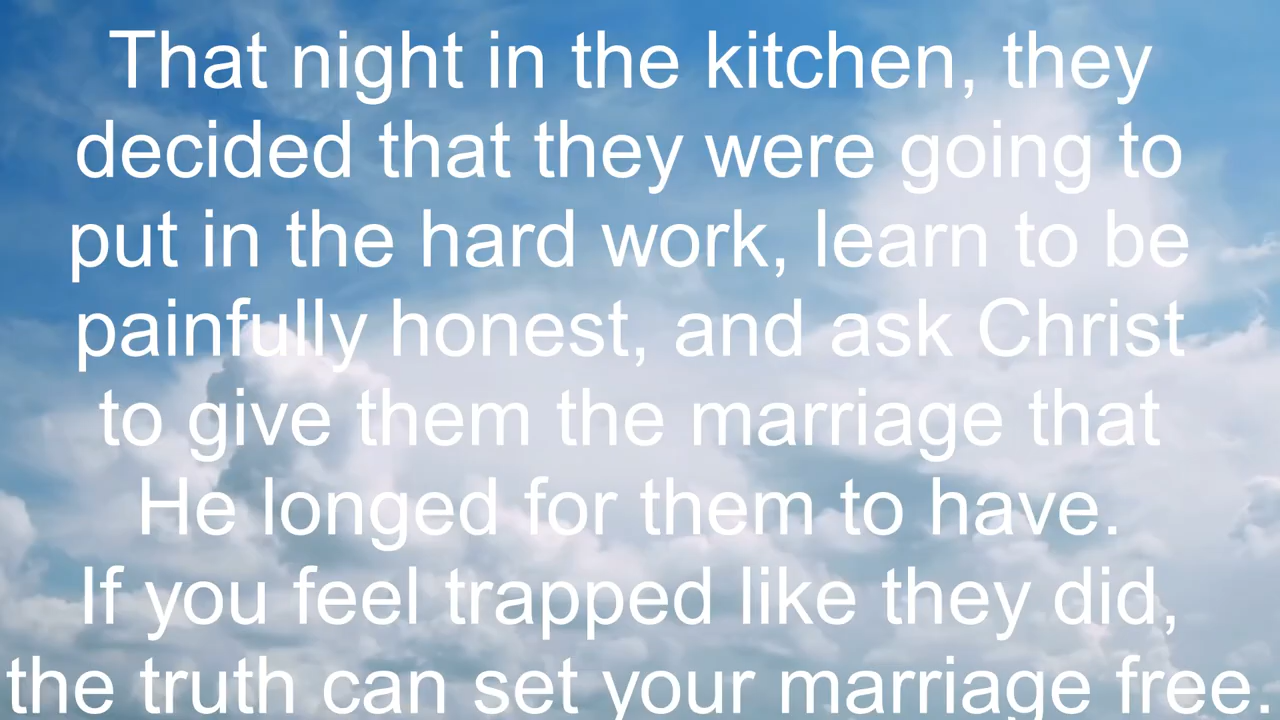 That night in the kitchen, they
decided that they were going to
put in the hard work, learn to be
painfully honest, and ask Christ
to give them the marriage that
He longed for them to have.
If you feel trapped like they did,
the truth can set your marriage free.